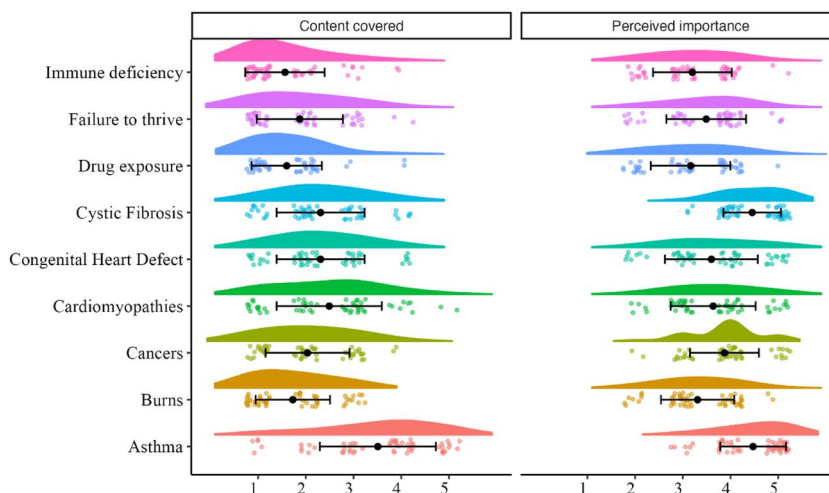 Content covered
Perceived importance
Immune deficiency
Failure to thrive
Drug exposure
Cystic Fibrosis
Congenital Heart Defect
Cardiomyopathies
Cancers
Burns
Asthma
1 2 3 4 5
1 2 3 4 5